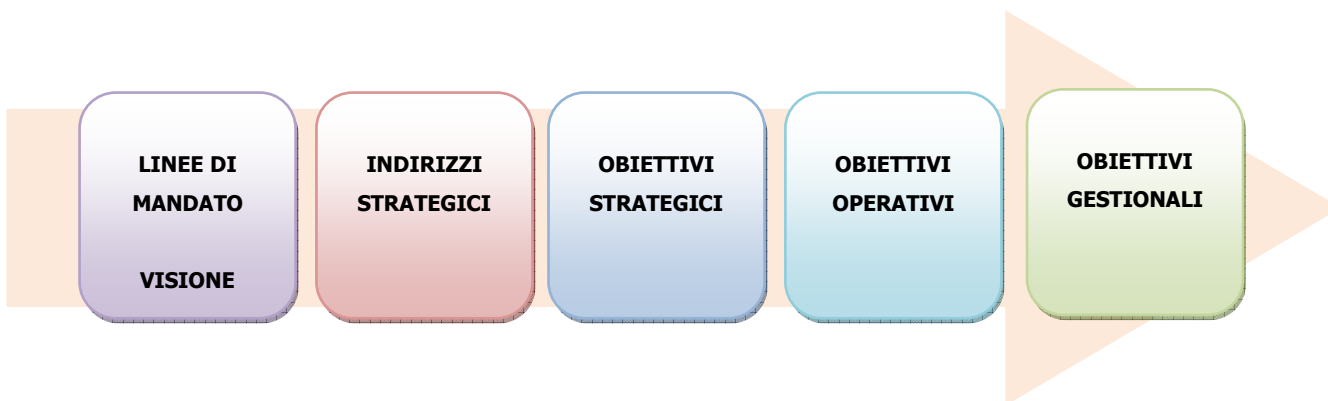 LINEE DI
MANDATO
VISIONE
INDIRIZZI
STRATEGICI
OBIETTIVI
STRATEGICI
OBIETTIVI
OPERATIVI
OBIETTIVI
GESTIONALI